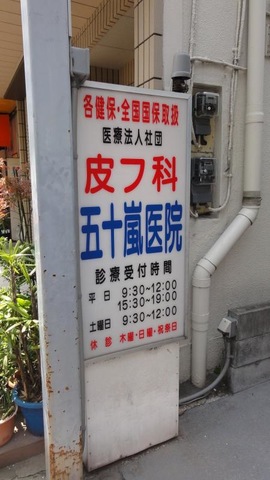 各健保・全国国保取扱
医療法人社団
皮フ科
五十嵐医院
診療受付時間
平日 9:30~12:00
15:30~19:00
土曜日 9:30~12:00
休診 木曜・日曜・祝祭日